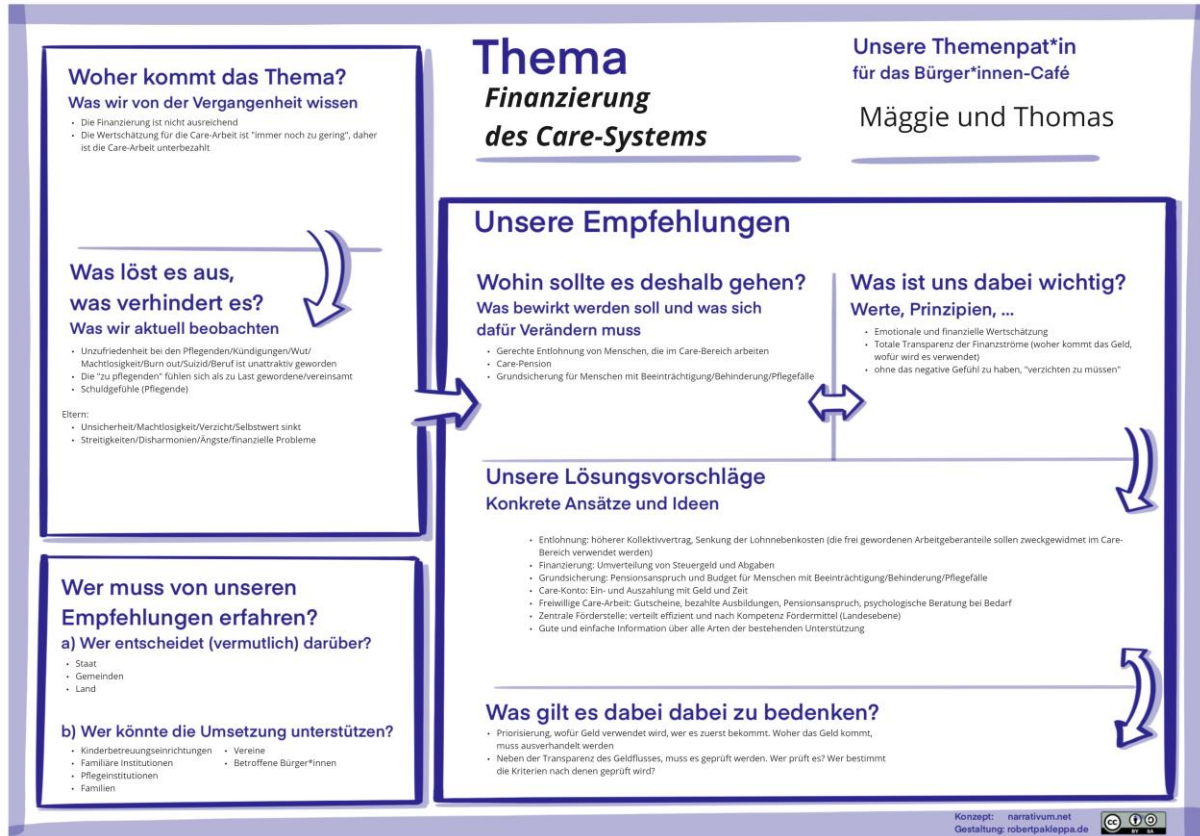 Woher kommt das Thema?
Was wir von der Vergangenheit wissen
• Die Finanzierung ist nicht ausreichend
• Die Wertschätzung für die Care-Arbeit ist "immer noch zu gering", daher
ist die Care-Arbeit unterbezahlt
Was löst es aus,
was verhindert es?
Was wir aktuell beobachten
• Unzufriedenheit bei den Pflegenden/Kündigungen/Wut/
Machtlosigkeit/Burn out/Suizid/Beruf ist unattraktiv geworden
• Die "zu pflegenden" fühlen sich als zu Last gewordene/vereinsamt
• Schuldgefühle (Pflegende)
Eltern:
• Unsicherheit/Machtlosigkeit/Verzicht/Selbstwert sinkt
• Streitigkeiten/Disharmonien/Ängste/finanzielle Probleme
Wer muss von unseren
Empfehlungen erfahren?
a) Wer entscheidet (vermutlich) darüber?
• Staat
• Gemeinden
• Land
b) Wer könnte die Umsetzung unterstützen?
• Kinderbetreuungseinrichtungen
• Familiäre Institutionen
• Pflegeinstitutionen
• Familien
• Vereine
• Betroffene Bürger*innen
Thema
Finanzierung
des Care-Systems
Unsere Themenpat*in
für das Bürger*innen-Café
Mäggie und Thomas
Unsere Empfehlungen
Wohin sollte es deshalb gehen?
Was bewirkt werden soll und was sich
dafür Verändern muss
• Gerechte Entlohnung von Menschen, die im Care-Bereich arbeiten
• Care-Pension
• Grundsicherung für Menschen mit Beeinträchtigung/Behinderung/Pflegefälle
Was ist uns dabei wichtig?
Werte, Prinzipien, ...
• Emotionale und finanzielle Wertschätzung
• Totale Transparenz der Finanzströme (woher kommt das Geld,
wofür wird es verwendet)
• ohne das negative Gefühl zu haben, "verzichten zu müssen"
Unsere Lösungsvorschläge
Konkrete Ansätze und Ideen
• Entlohnung: höherer Kollektivvertrag, Senkung der Lohnnebenkosten (die frei gewordenen Arbeitgeberanteile sollen zweckgewidmet im Care-
Bereich verwendet werden)
• Finanzierung: Umverteilung von Steuergeld und Abgaben
• Grundsicherung: Pensionsanspruch und Budget für Menschen mit Beeinträchtigung/Behinderung/Pflegefälle
• Care-Konto: Ein- und Auszahlung mit Geld und Zeit
• Freiwillige Care-Arbeit: Gutscheine, bezahlte Ausbildungen, Pensionsanspruch, psychologische Beratung bei Bedarf
• Zentrale Förderstelle: verteilt effizient und nach Kompetenz Fördermittel (Landesebene)
• Gute und einfache Information über alle Arten der bestehenden Unterstützung
Was gilt es dabei dabei zu bedenken?
• Priorisierung, wofür Geld verwendet wird, wer es zuerst bekommt. Woher das Geld kommt,
muss ausverhandelt werden
• Neben der Transparenz des Geldflusses, muss es geprüft werden. Wer prüft es? Wer bestimmt
die Kriterien nach denen geprüft wird?
Konzept: narrativum.net
Gestaltung: robertpakleppa.de
cc BY SA